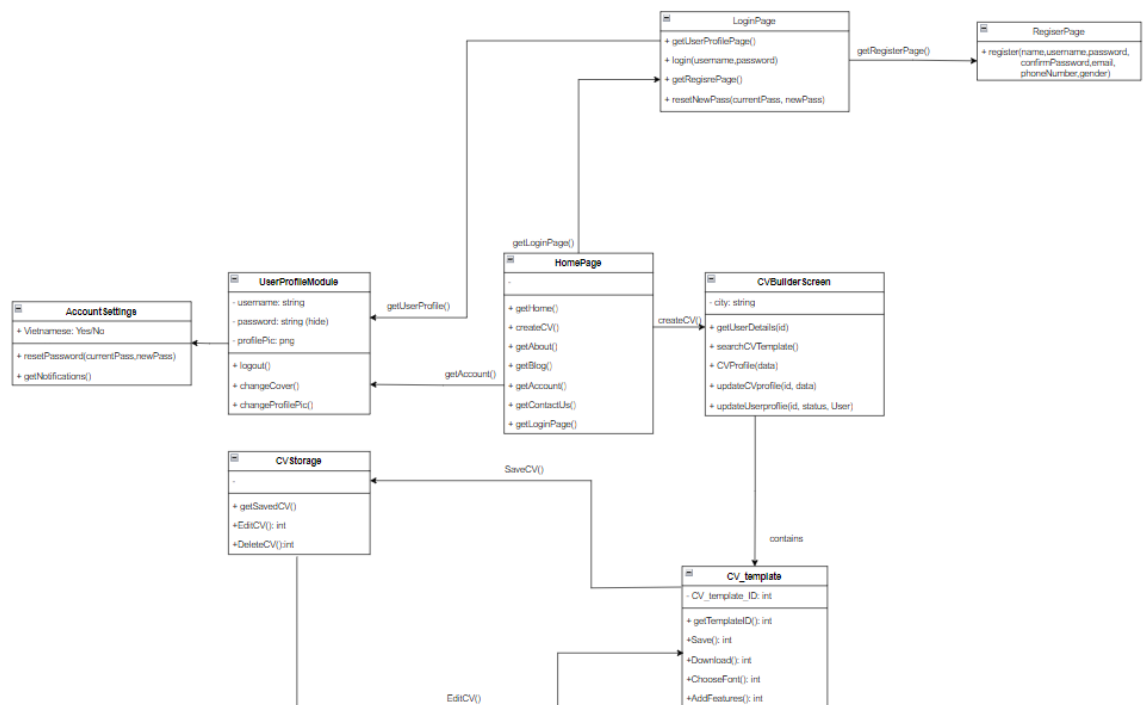 LoginPage
+ getUserProfilePage()
+ login(username,password)
+ getRegisrePage()
+ resetNewPass(currentPass, newPass)
getRegisterPage()
RegiserPage
+ register(name,username,password,
confirmPassword,email,
phoneNumber,gender)
getLoginPage()
HomePage
-
+ getHome()
+ createCV()
+ getAbout()
+ getBlog()
+ getAccount()
+ getContactUs()
+ getLoginPage()
createCV()
CVBuilderScreen
- city: string
+ getUserDetails(id)
+ searchCVTemplate()
+ CVProfile(data)
+ updateCVprofile(id, data)
+ updateUserproflie(id, status, User)
getUserProfile()
getAccount()
UserProfileModule
- username: string
- password: string (hide)
- profilePic: png
+ logout()
+ changeCover()
+ changeProfilePic()
AccountSettings
+ Vietnamese: Yes/No
+ resetPassword(currentPass,newPass)
+ getNotifications()
CVStorage
-
+ getSavedCV()
+EditCV(): int
+DeleteCV():int
SaveCV()
contains
CV_template
- CV_template_ID: int
+ getTemplateID(): int
+Save(): int
+Download(): int
+ChooseFont(): int
+AddFeatures(): int
EditCV()